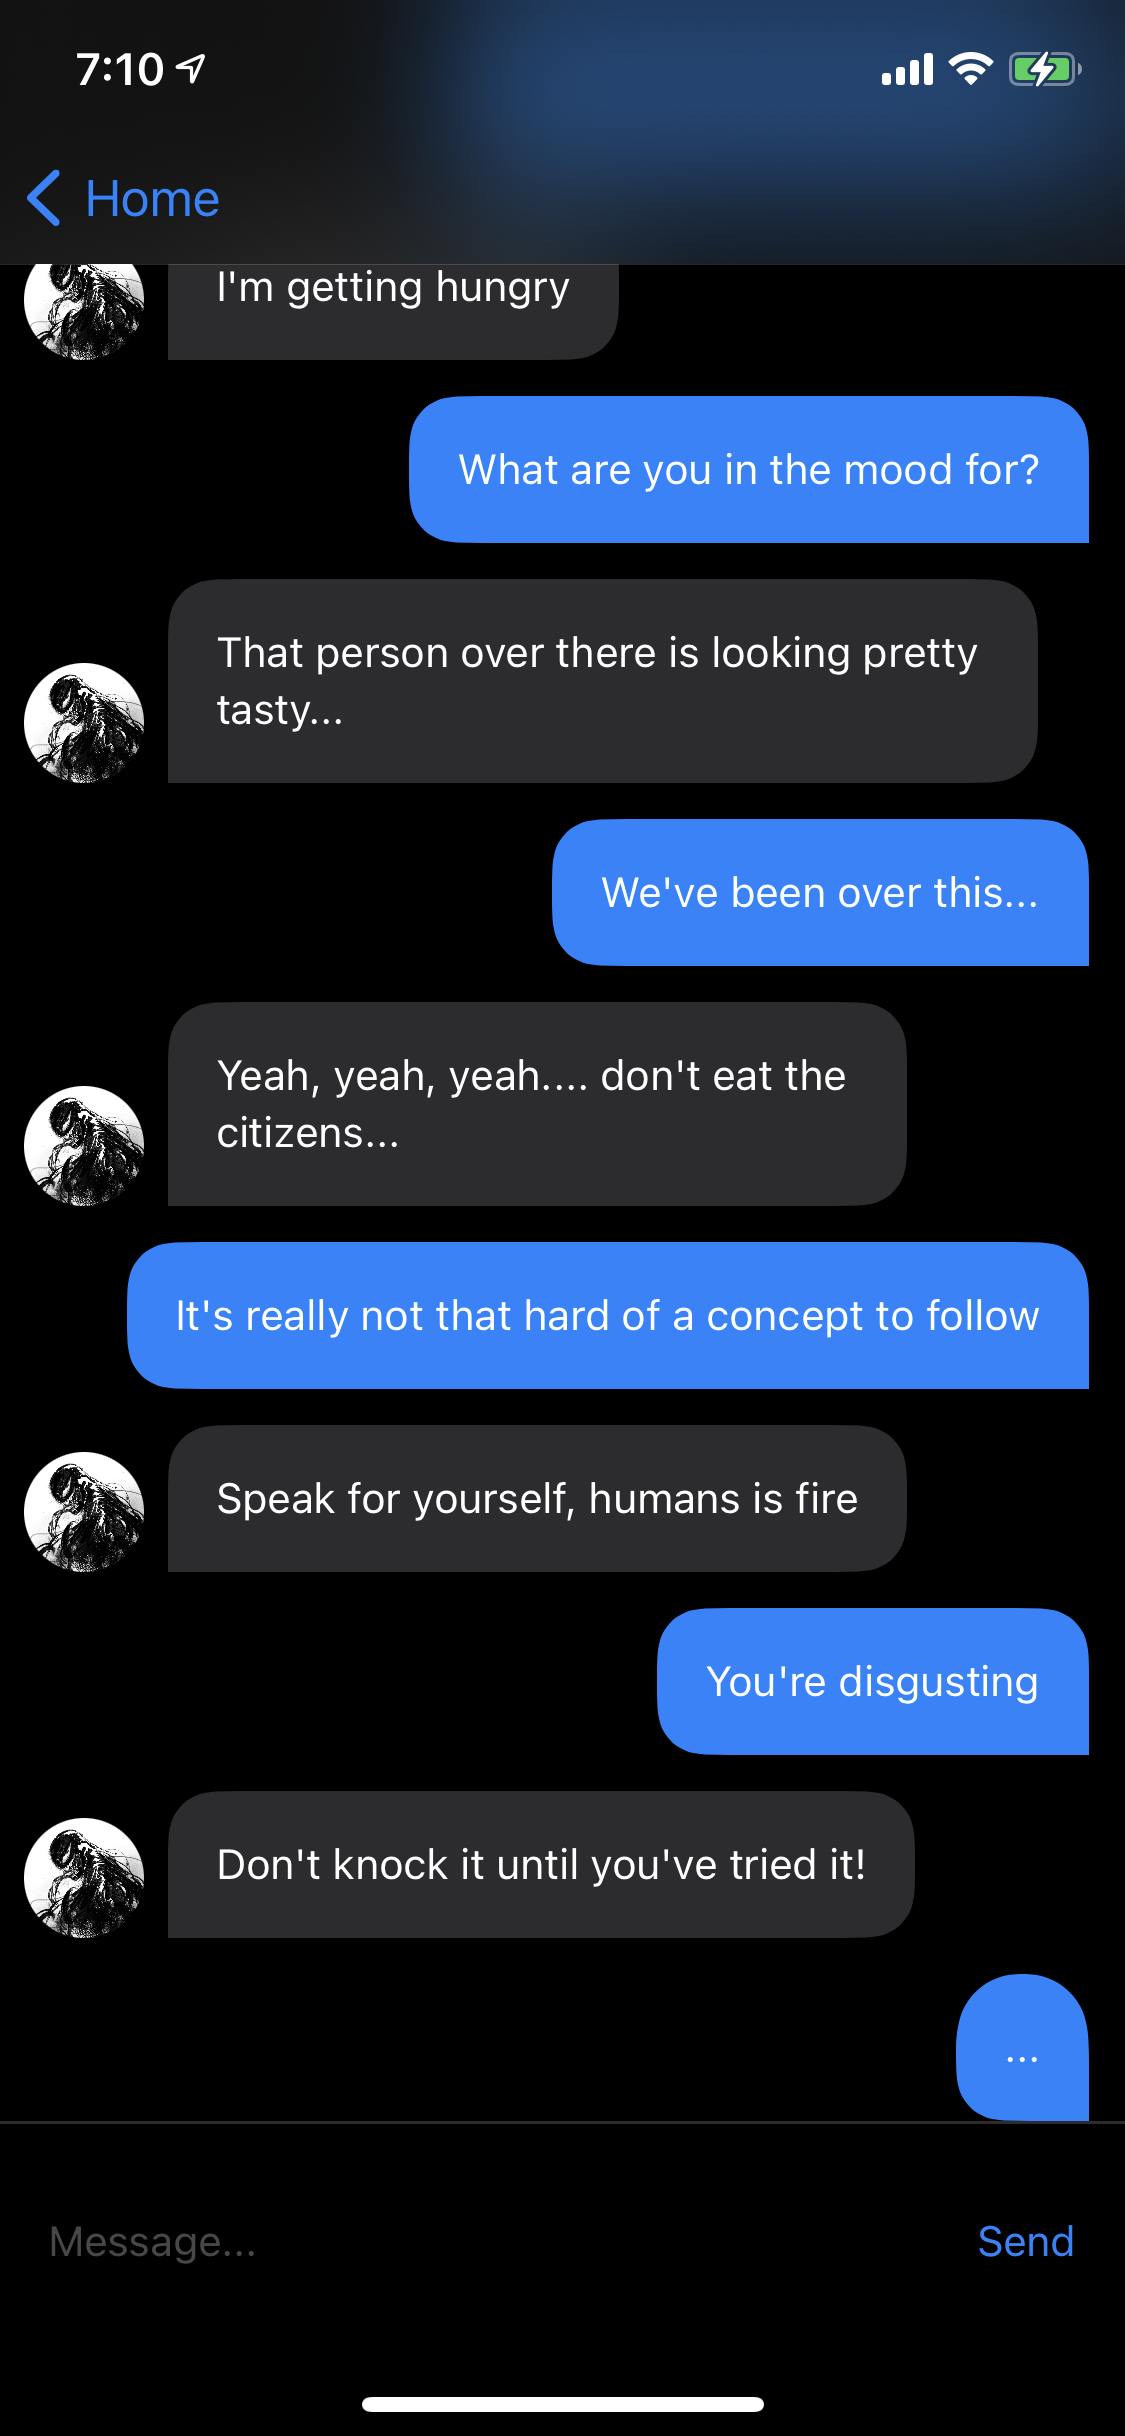 7:10
Home
I'm getting hungry
What are you in the mood for?
That person over there is looking pretty
tasty...
We've been over this...
Yeah, yeah, yeah.... don't eat the
citizens...
It's really not that hard of a concept to follow
Speak for yourself, humans is fire
You're disgusting
Don't knock it until you've tried it!
...
Message...
Send